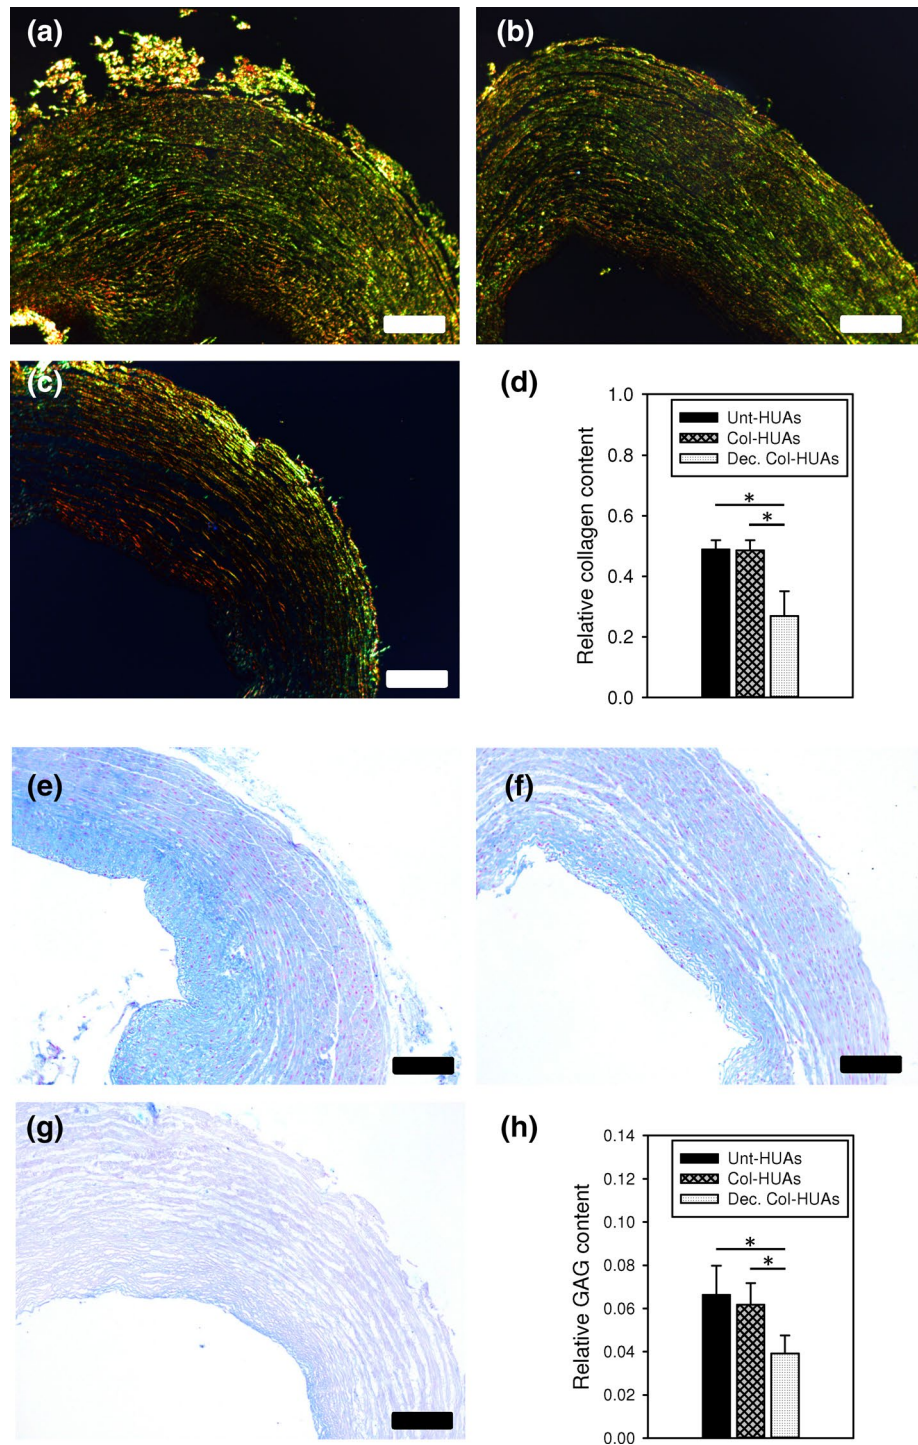 (a)
(b)
(c)
(d)
Relative collagen content
1.0
0.8
0.6
0.4
0.2
0.0
Unt-HUAs
Col-HUAs
Dec. Col-HUAs
*
*
(e)
(f)
(g)
(h)
Relative GAG content
0.14
0.12
0.10
0.08
0.06
0.04
0.02
0.00
Unt-HUAs
Col-HUAs
Dec. Col-HUAs
*
*